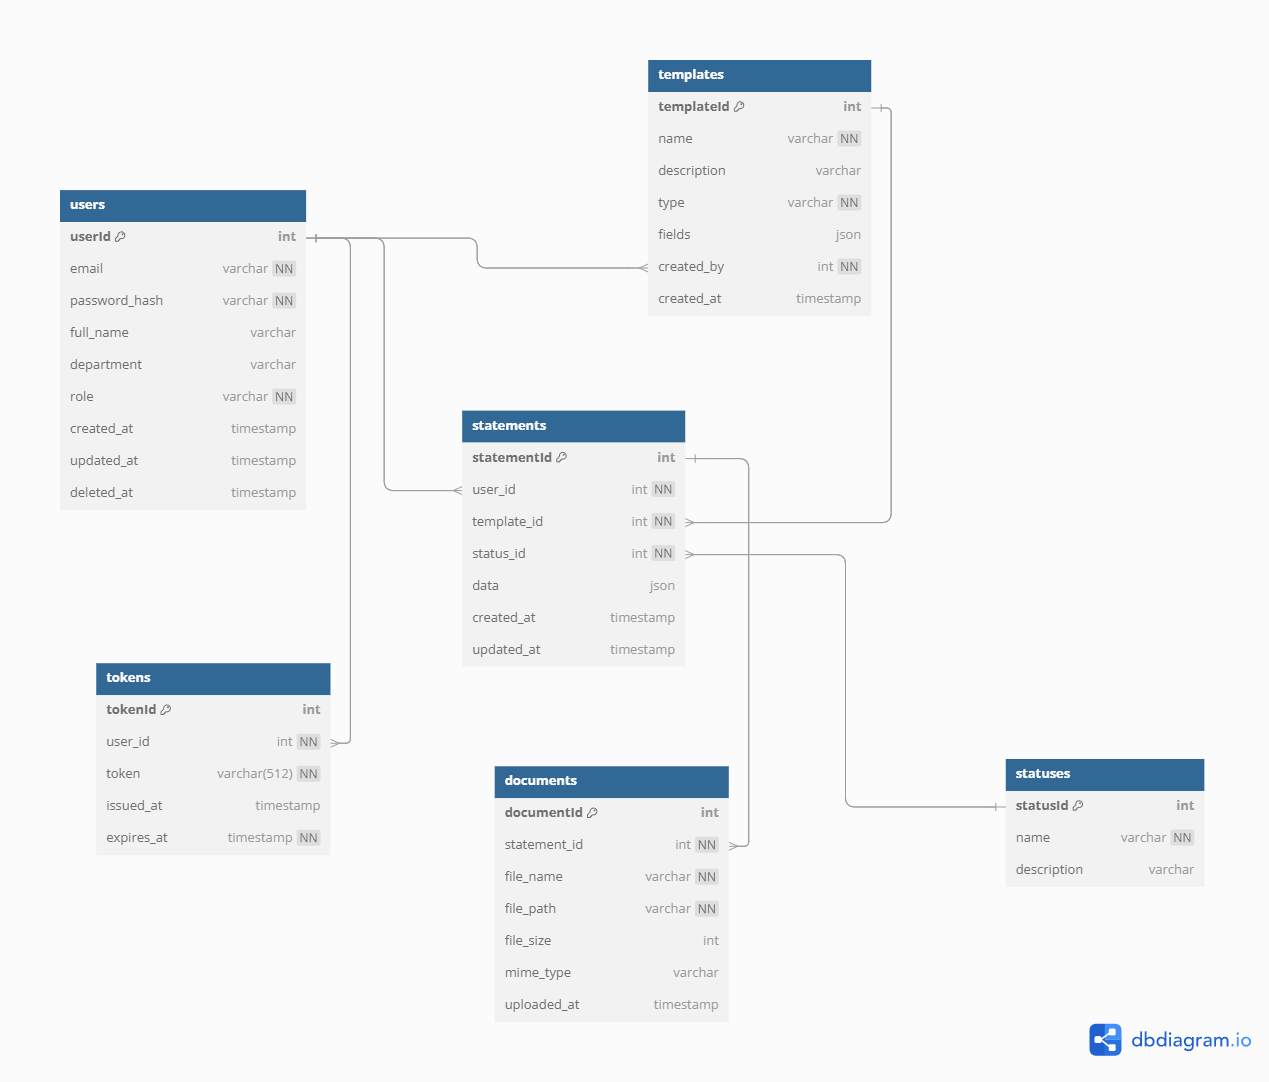 templates
templateId int
name varchar NN
description varchar
type varchar NN
fields json
created_by int NN
created_at timestamp
users
userId int
email varchar NN
password_hash varchar NN
full_name varchar
department varchar
role varchar NN
created_at timestamp
updated_at timestamp
deleted_at timestamp
statements
statementId int
user_id int NN
template_id int NN
status_id int NN
data json
created_at timestamp
updated_at timestamp
tokens
tokenId int
user_id int NN
token varchar(512) NN
issued_at timestamp
expires_at timestamp NN
documents
documentId int
statement_id int NN
file_name varchar NN
file_path varchar NN
file_size int
mime_type varchar
uploaded_at timestamp
statuses
statusId int
name varchar NN
description varchar
dbdiagram.io